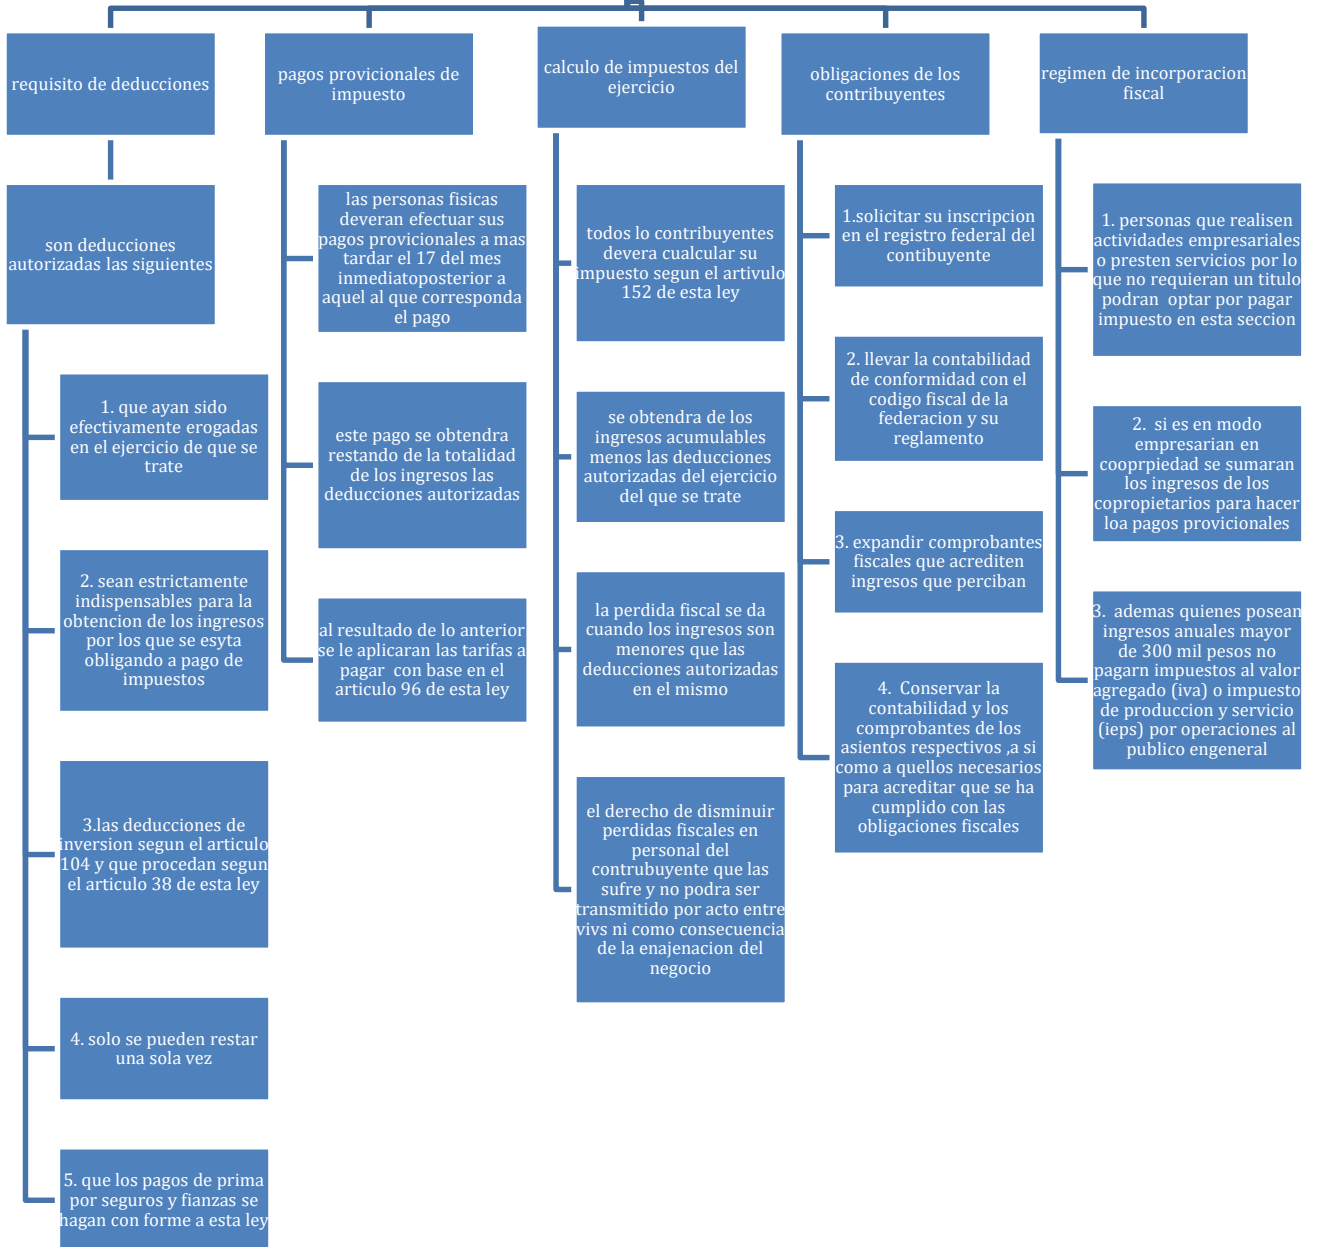 requisito de deducciones
son deducciones
autorizadas las siguientes
1. que ayan sido
efectivamente erogadas
en el ejercicio de que se
trate
2. sean estrictamente
indispensables para la
obtencion de los ingresos
por los que se esyta
obligando a pago de
impuestos
3.las deducciones de
inversion segun el articulo
104 y que procedan segun
el articulo 38 de esta ley
4. solo se pueden restar
una sola vez
5. que los pagos de prima
por seguros y fianzas se
hagan con forme a esta ley
pagos provicionales de
impuesto
las personas fisicas
deveran efectuar sus
pagos provicionales a mas
tardar el 17 del mes
inmediatoposterior a
aquel al que corresponda
el pago
este pago se obtendra
restando de la totalidad
de los ingresos las
deducciones autorizadas
al resultado de lo anterior
se le aplicaran las tarifas a
pagar con base en el
articulo 96 de esta ley
calculo de impuestos del
ejercicio
todos lo contribuyentes
devera cualcular su
impuesto segun el artivulo
152 de esta ley
se obtendra de los
ingresos acumulables
menos las deducciones
autorizadas del ejercicio
del que se trate
la perdida fiscal se da
cuando los ingresos son
menores que las
deducciones autorizadas
en el mismo
el derecho de disminuir
perdidas fiscales en
personal del
contrubuyente que las
sufre y no podra ser
transmitido por acto entre
vivs ni como consecuencia
de la enajenacion del
negocio
obligaciones de los
contribuyentes
1.solicitar su inscripcion
en el registro federal del
contibuyente
2. llevar la contabilidad
de conformidad con el
codigo fiscal de la
federacion y su
reglamento
3. expandir comprobantes
fiscales que acrediten
ingresos que perciban
4. Conservar la
contabilidad y los
comprobantes de los
asientos respectivos ,a si
como a quellos necesarios
para acreditar que se ha
cumplido con las
obligaciones fiscales
regimen de incorporacion
fiscal
1. personas que realisen
actividades empresariales
o presten servicios por lo
que no requieran un titulo
podran optar por pagar
impuesto en esta seccion
2. si es en modo
empresarian en
cooprpiedad se sumaran
los ingresos de los
copropietarios para hacer
loa pagos provicionales
3. ademas quienes posean
ingresos anuales mayor
de 300 mil pesos no
pagarn impuestos al valor
agregado (iva) o impuesto
de produccion y servicio
(ieps) por operaciones al
publico engeneral